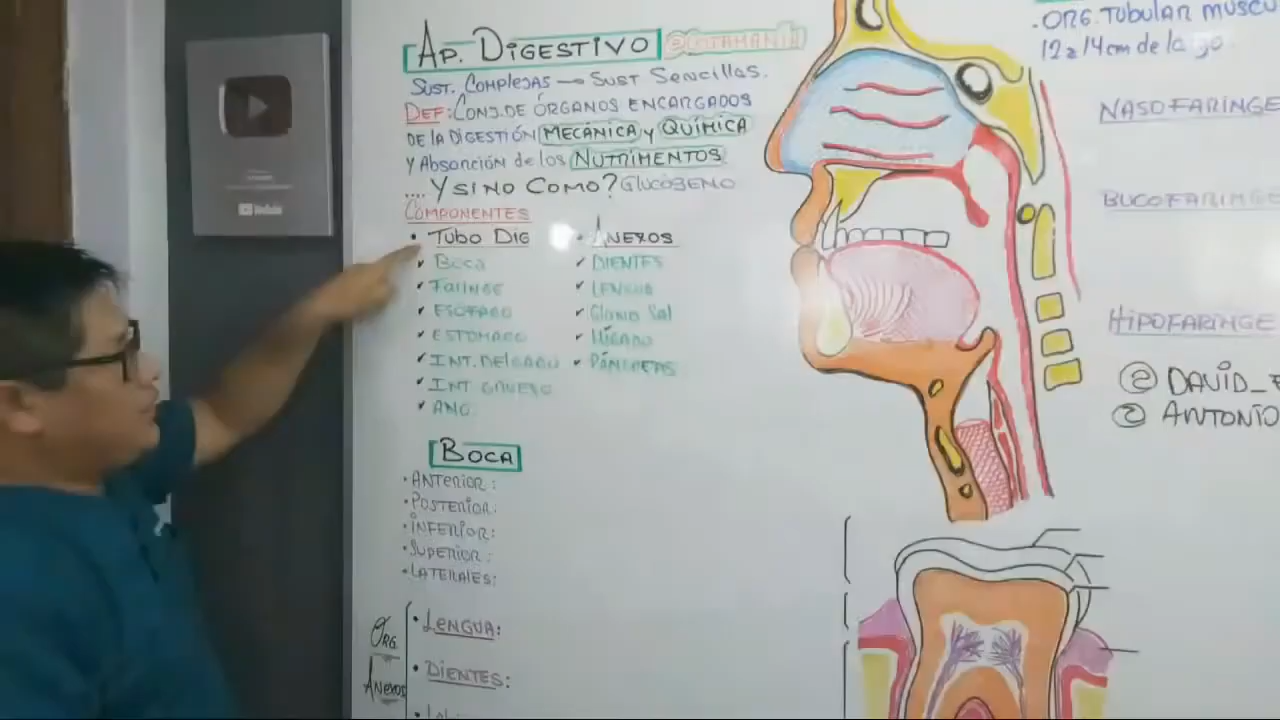 AP. DIGESTIVO
SUST. COMPLEJAS → SUST SENCILLAS.
DEF: CONJ. DE ÓRGANOS ENCARGADOS
DE LA DIGESTIÓN MECÁNICA y QUÍMICA
Y Absorción de los NUTRIMENTOS
.... Y SI NO COMO? GLUCÓGENO
COMPONENTES
• TUBO DIG
✓ Boca
✓ FARINGE
✓ ESÓFAGO
✓ ESTÓMAGO
✓ INT. DELGADO
✓ INT GRUESO
✓ ANO
• ANEXOS
✓ DIENTES
✓ LENGUA
✓ Gland Sal
✓ HÍGADO
✓ PÁNCREAS
BOCA
• ANTERIOR:
• POSTERIOR:
• INFERIOR:
• SUPERIOR:
• LATERALES:
ORG
ANEXOS
• LENGUA:
• DIENTES:
. ORG. TUBULAR MUSCU
12 a 14 cm de largo.
NASOFARINGE
BUCOFARINGE
HIPOFARINGE
@ DAVID_
@ ANTONIO
YouTube